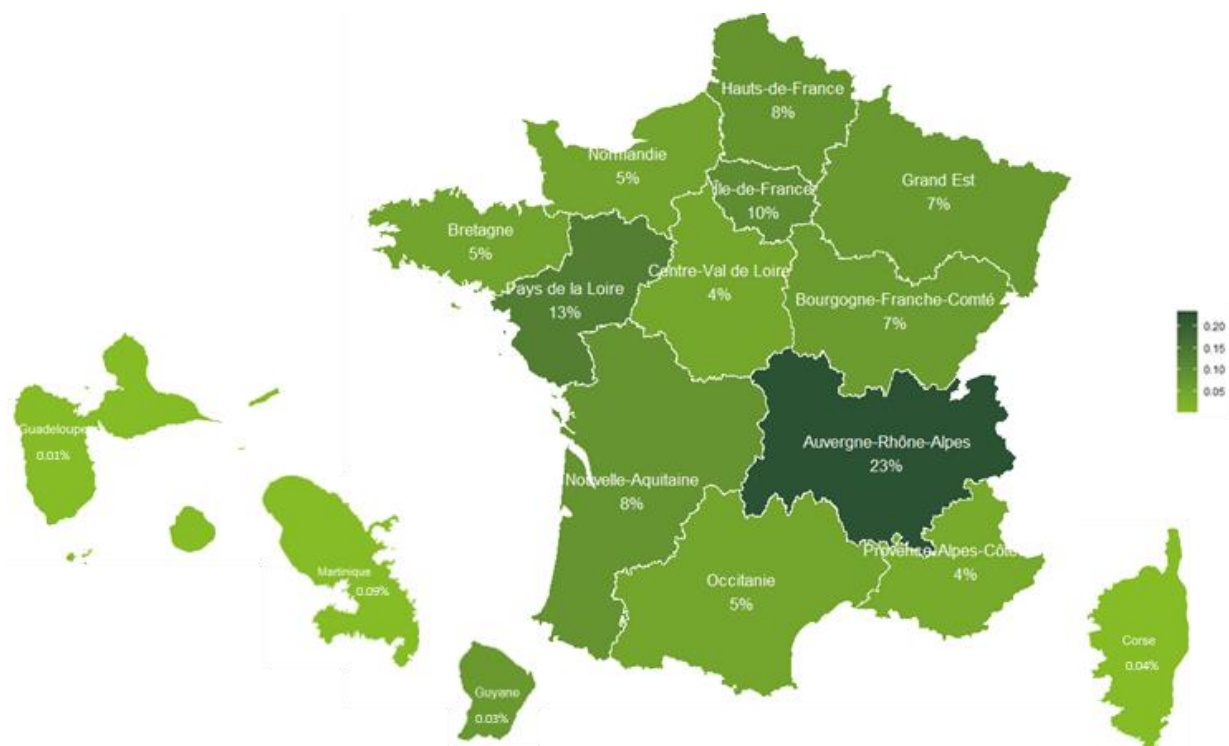 Hauts-de-France
8%
Normandie
5%
Île-de-France
10%
Grand Est
7%
Bretagne
5%
Pays de la Loire
13%
Centre-Val de Loire
4%
Bourgogne-Franche-Comté
7%
0.20
0.15
0.10
0.05
Auvergne-Rhône-Alpes
23%
Guadeloupe
0.01%
Nouvelle-Aquitaine
8%
Provence-Alpes-Côte
4%
Martinique
0.09%
Occitanie
5%
Corse
0.04%
Guyane
0.03%